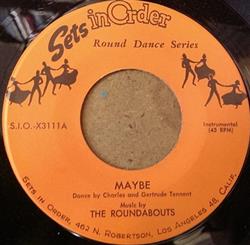 Sets in Order
Round Dance Series
S.I.O.-X3111A
Instrumental
(45 RPM)
MAYBE
Dance by Charles and Gertrude Tennent
Music by
THE ROUNDABOUTS
SETS IN ORDER, 462 N. ROBERTSON, LOS ANGELES 48, CALIF.